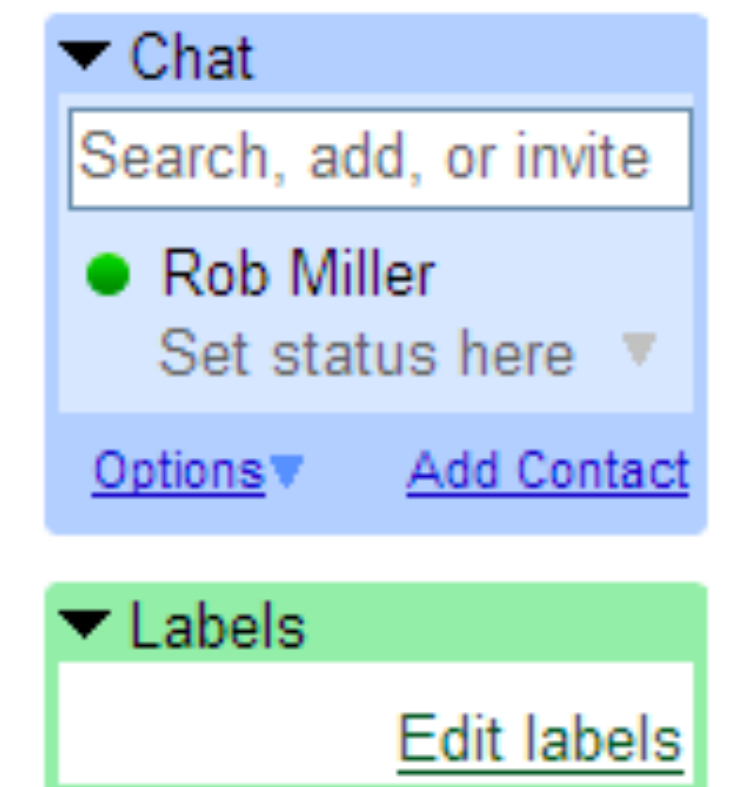 Chat
Search, add, or invite
Rob Miller
Set status here
Options Add Contact
Labels
Edit labels